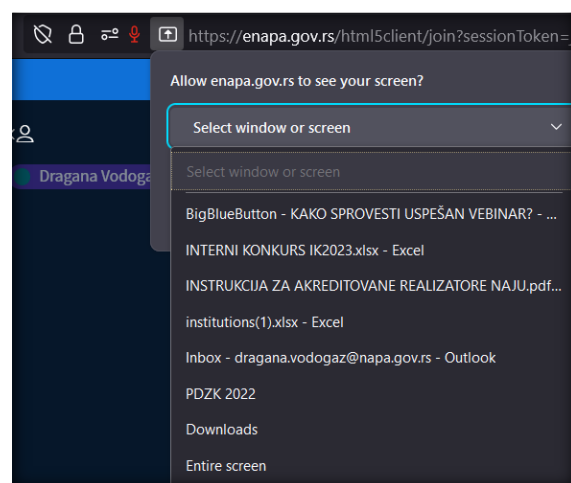 https://enapa.gov.rs/html5client/join?sessionToken=
Allow enapa.gov.rs to see your screen?
Select window or screen
Dragana Vodoga
Select window or screen
BigBlueButton - KAKO SPROVESTI USPEŠAN VEBINAR? - ...
INTERNI KONKURS IK2023.xlsx - Excel
INSTRUKCIJA ZA AKREDITOVANE REALIZATORE NAJU.pdf...
institutions(1).xlsx - Excel
Inbox - dragana.vodogaz@napa.gov.rs - Outlook
PDZK 2022
Downloads
Entire screen